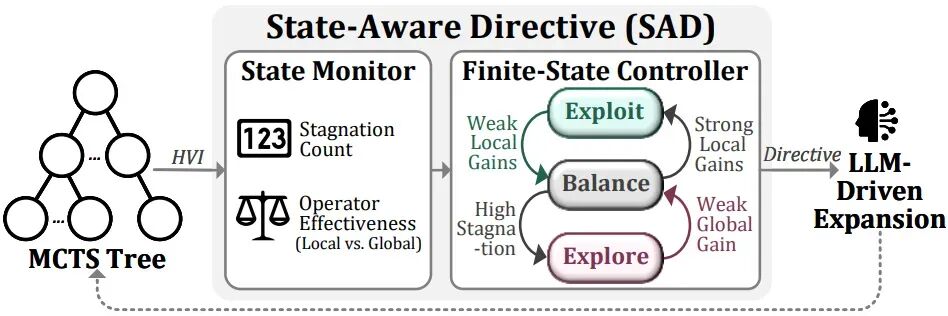 State-Aware Directive (SAD)
State Monitor
Finite-State Controller
...
...
MCTS Tree
HVI
123
Stagnation
Count
Operator
Effectiveness
(Local vs. Global)
Exploit
Weak
Local
Gains
Strong
Local
Gains
Balance
High
Stagna
-tion
Weak
Global
Gain
Explore
Directive
LLM-
Driven
Expansion